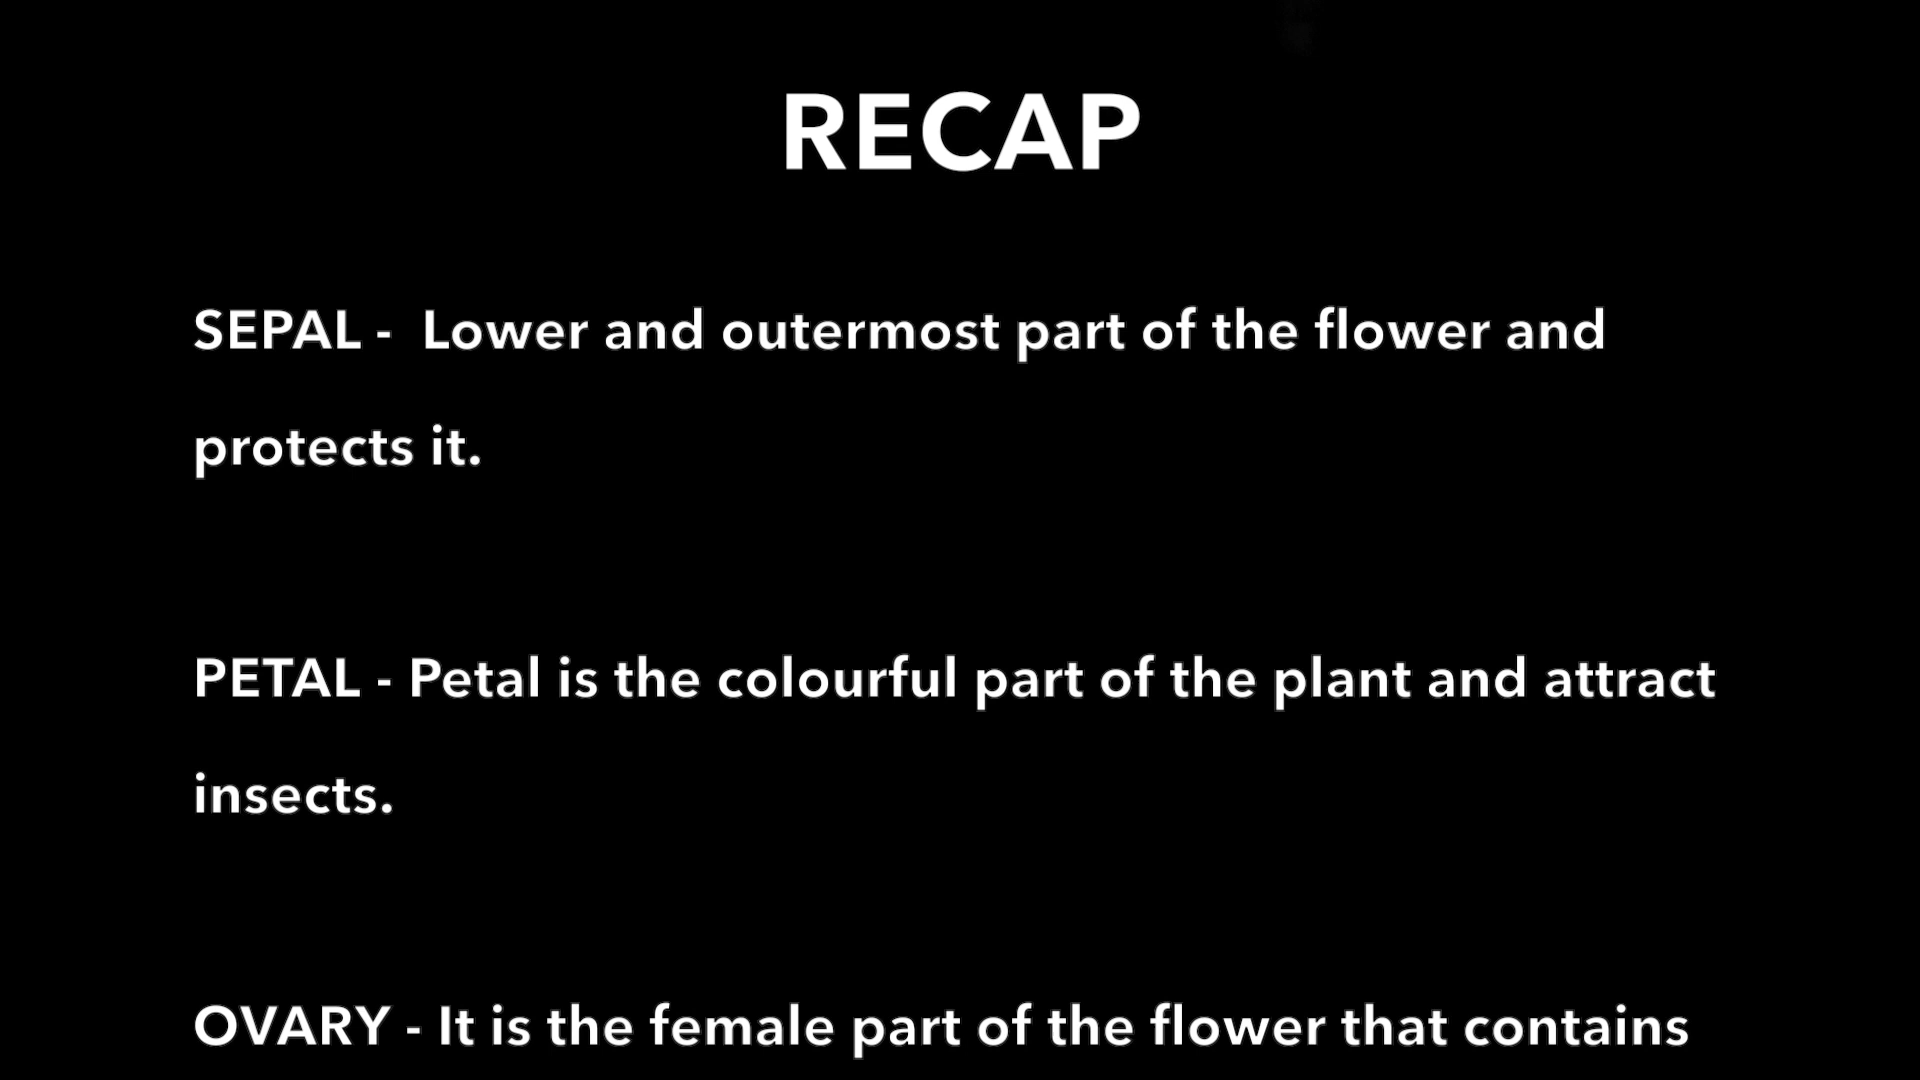 RECAP
SEPAL -  Lower and outermost part of the flower and
protects it.
PETAL - Petal is the colourful part of the plant and attract
insects.
OVARY - It is the female part of the flower that contains